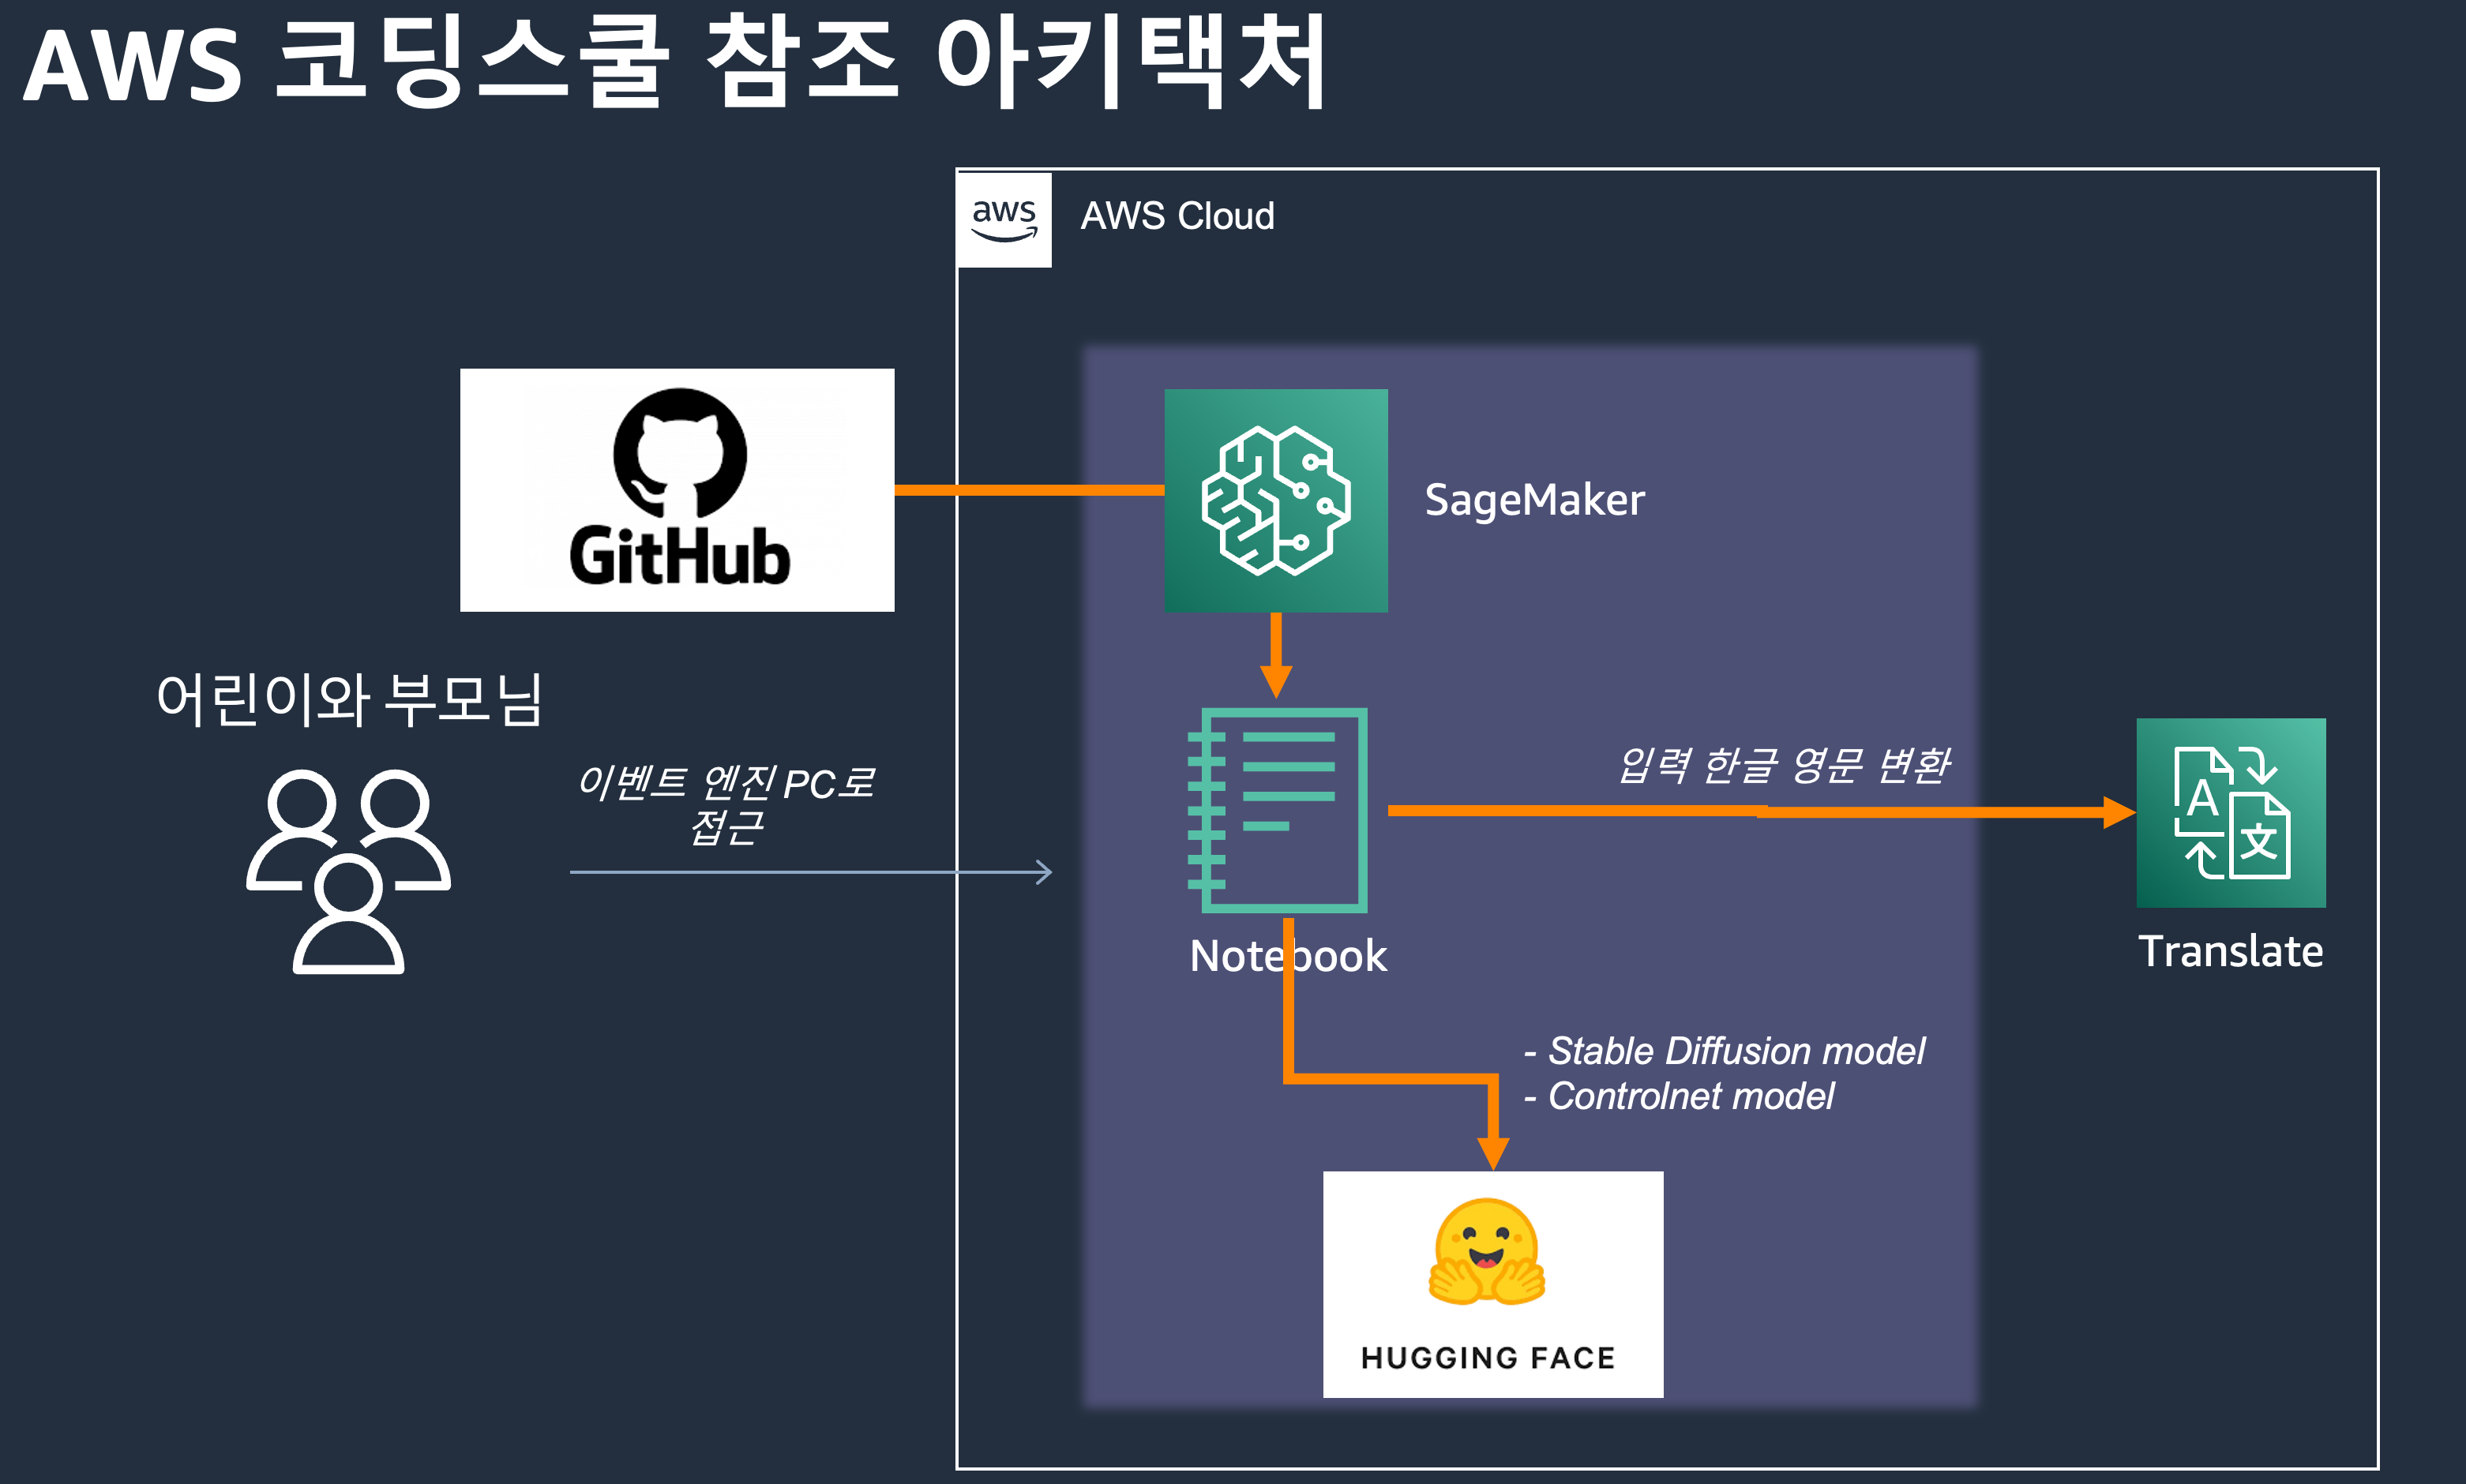 AWS 코딩스쿨 참조 아키택처
aws
AWS Cloud
GitHub
SageMaker
어린이와 부모님
이벤트 엔진 PC로
접근
입력 한글 영문 변환
A
文
Notebook
Translate
- Stable Diffusion model
- Controlnet model
HUGGING FACE